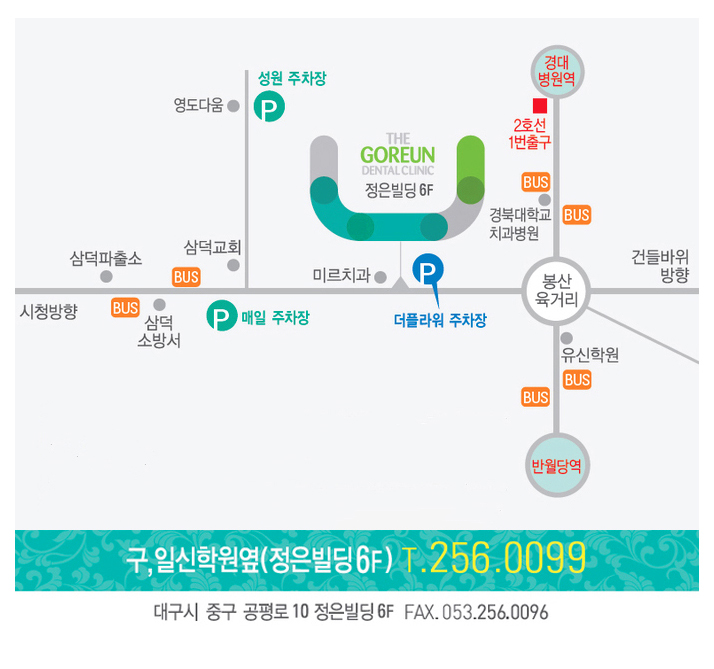 성원 주차장
P
영도다움
경대
병원역
2호선
1번출구
THE
GOREUN
DENTAL CLINIC
정은빌딩 6F
BUS
BUS
경북대학교
치과병원
삼덕교회
삼덕파출소
BUS
미르치과
P
건들바위
방향
봉산
육거리
시청방향
BUS
삼덕
소방서
P 매일 주차장
더플라워 주차장
유신학원
BUS
BUS
반월당역
구,일신학원옆(정은빌딩6F) T.256.0099
대구시 중구 공평로10 정은빌딩6F FAX. 053.256.0096